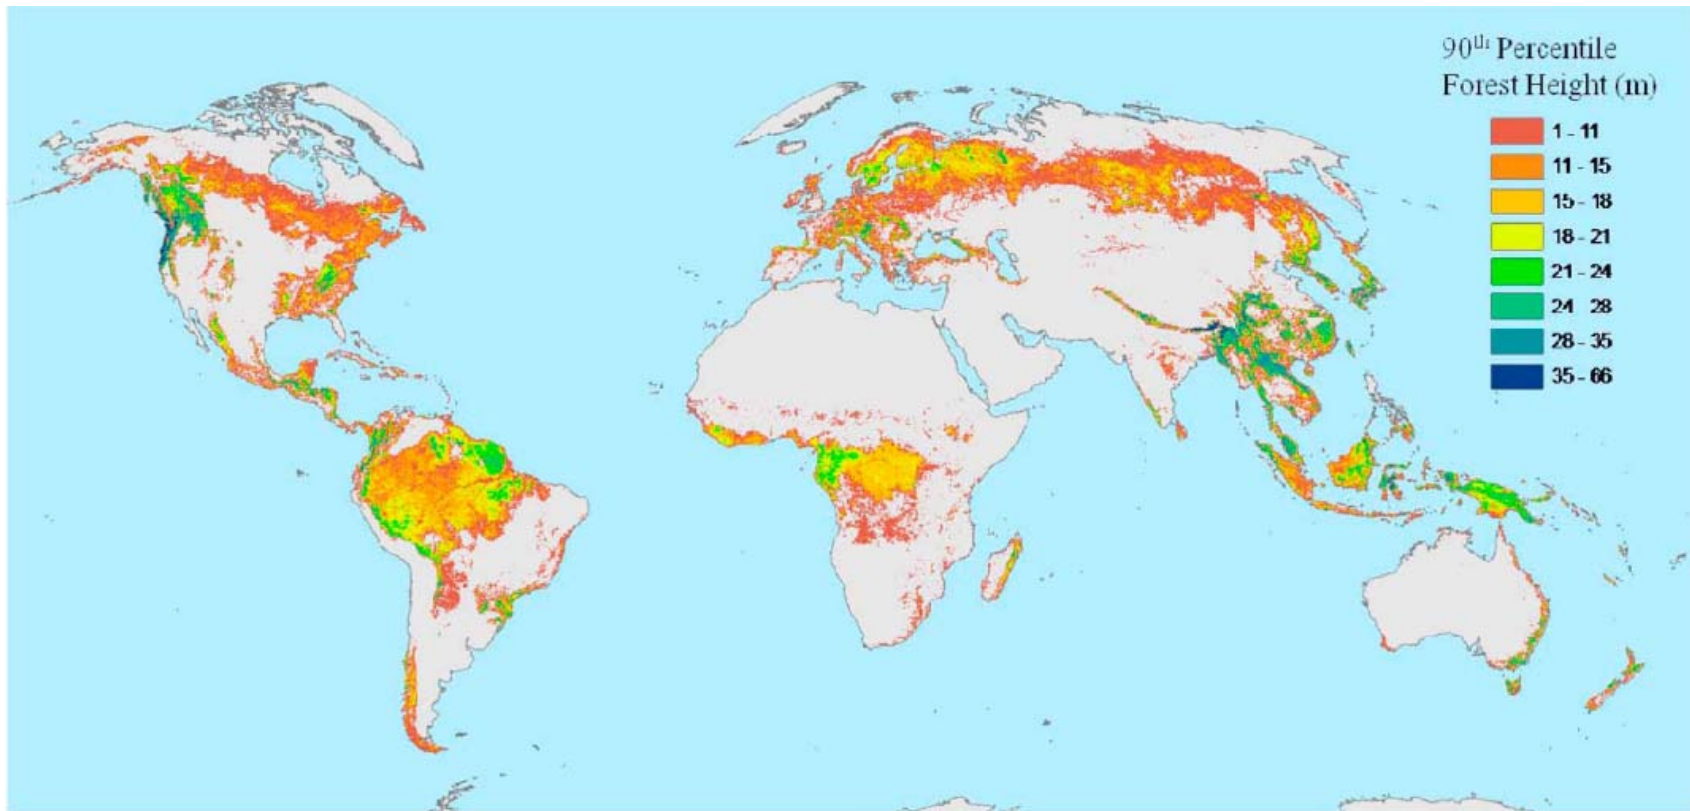 90th Percentile
Forest Height (m)
1 - 11
11 - 15
15 - 18
18 - 21
21 - 24
24 28
28 - 35
35 - 66